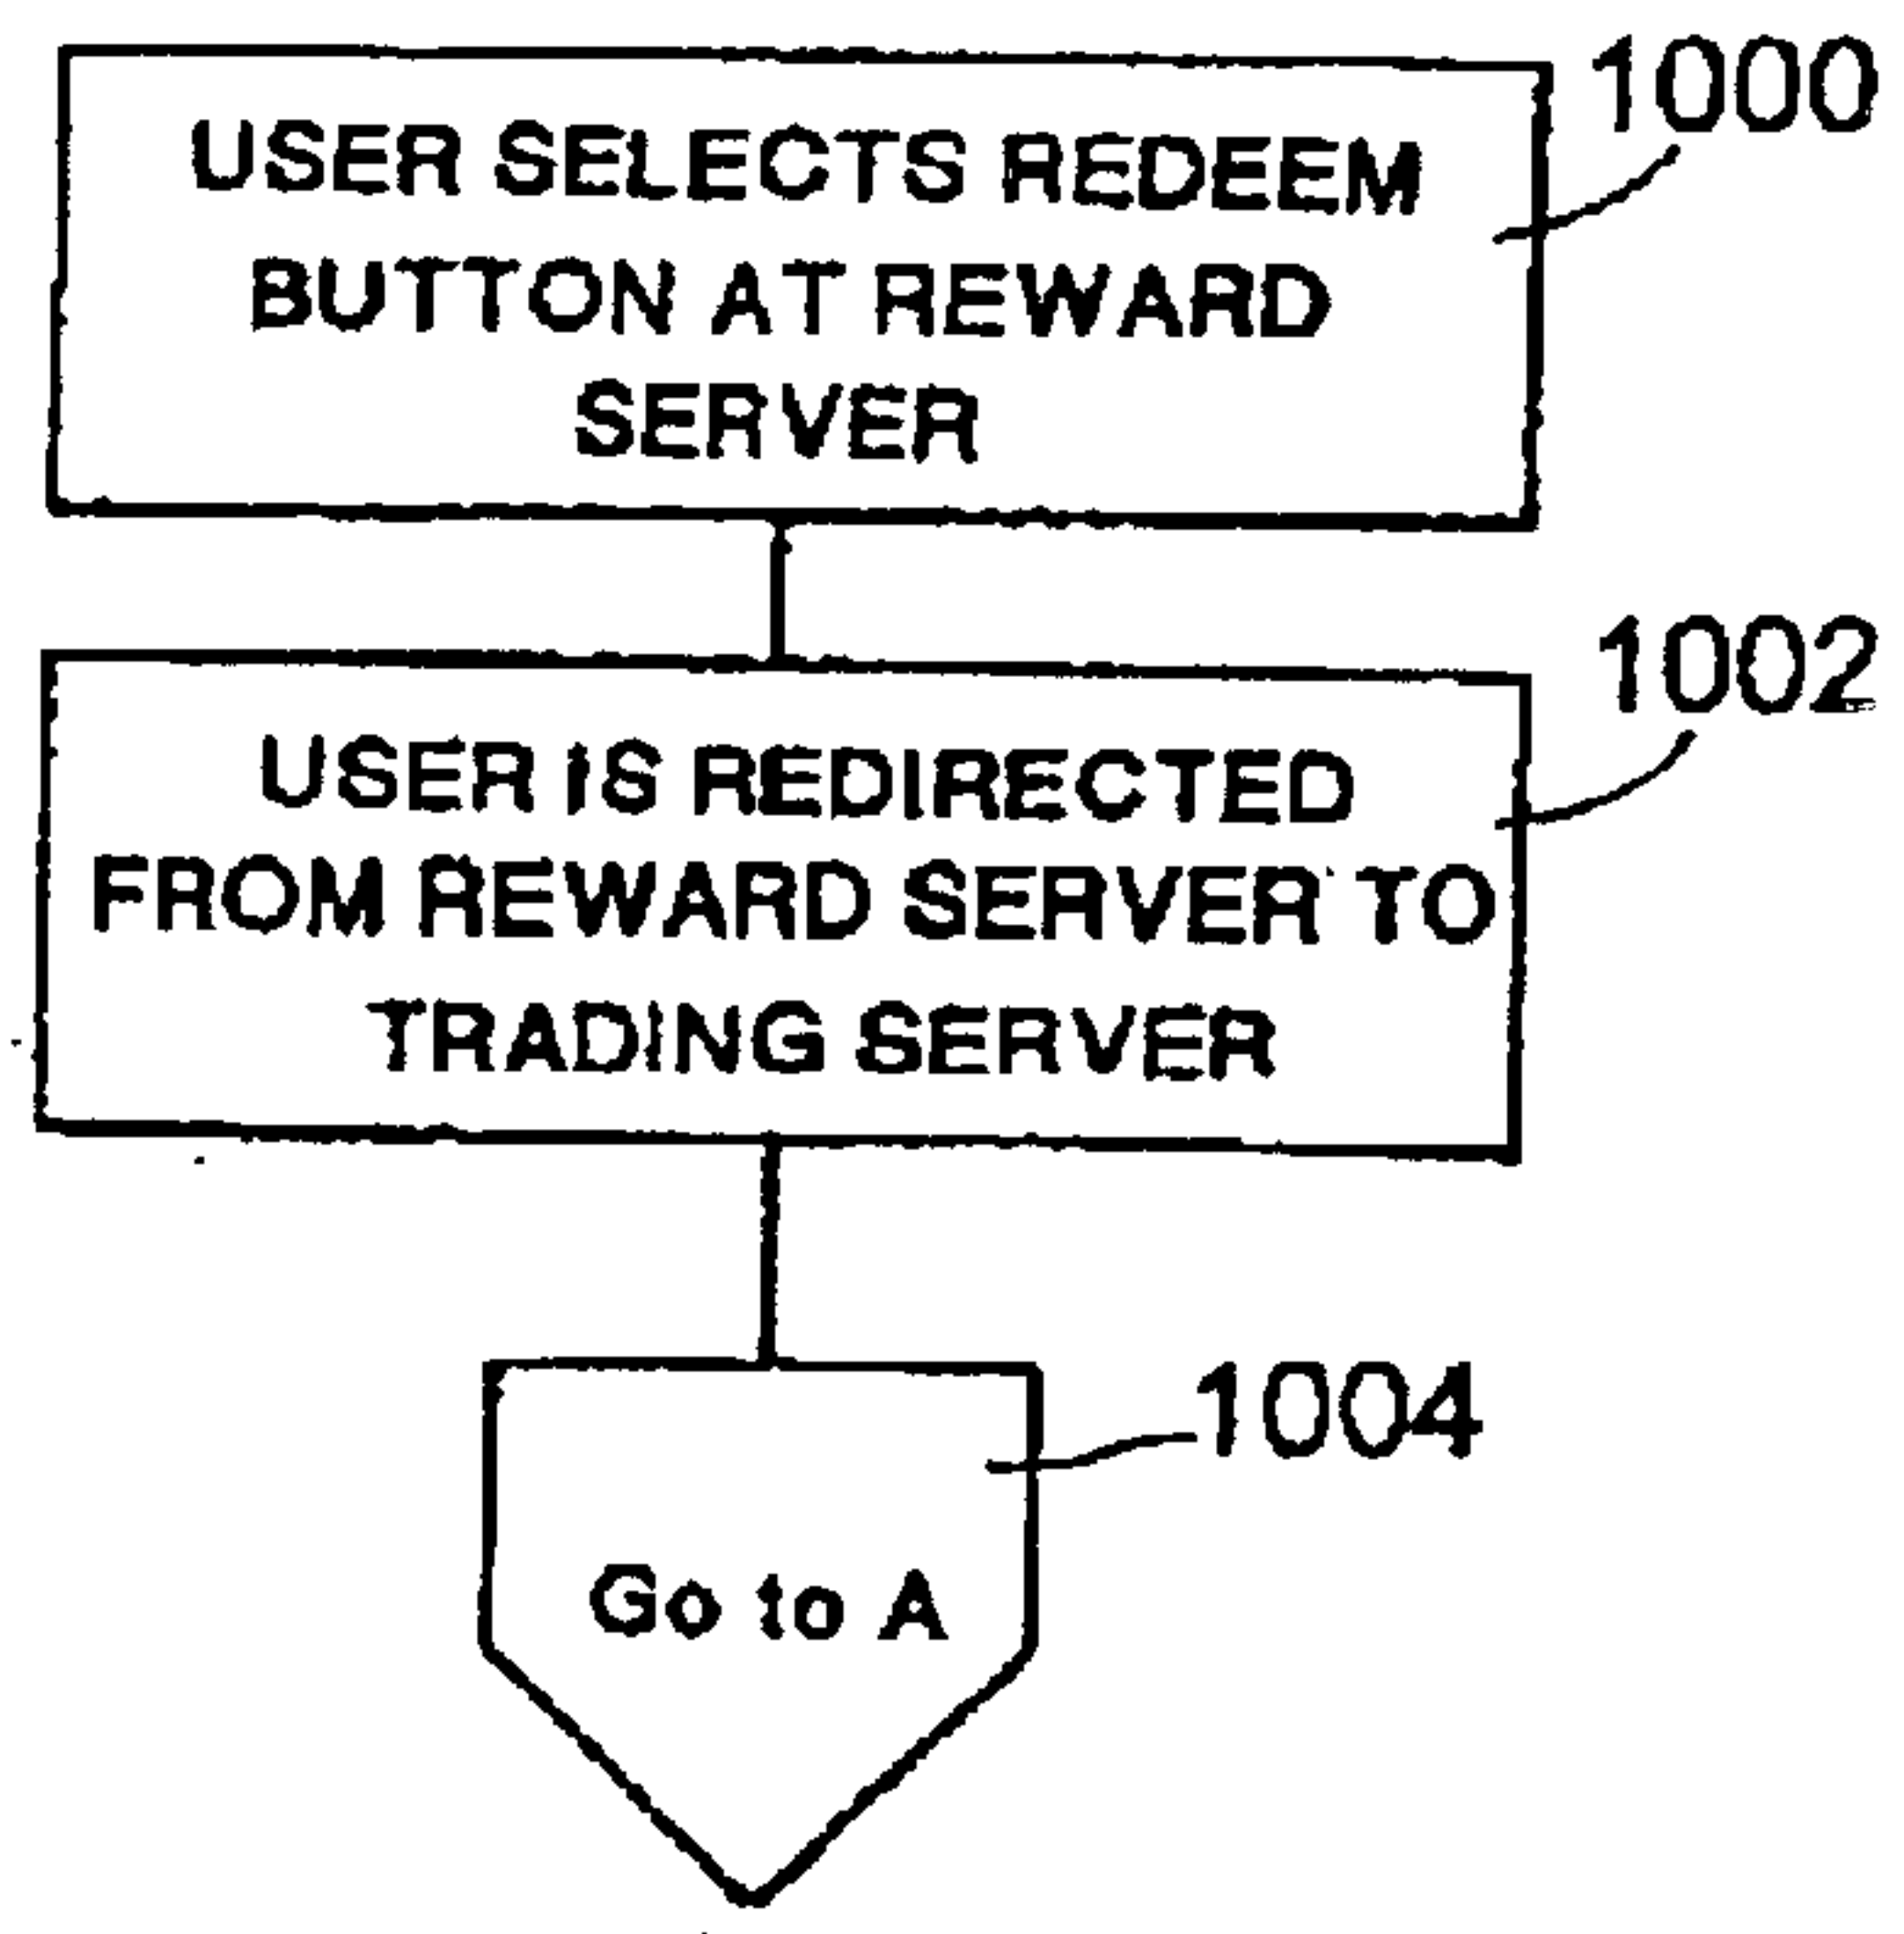 1000
USER SELECTS REDEEM
BUTTON AT REWARD
SERVER
1002
USER IS REDIRECTED
FROM REWARD SERVER TO
TRADING SERVER
1004
Go to A